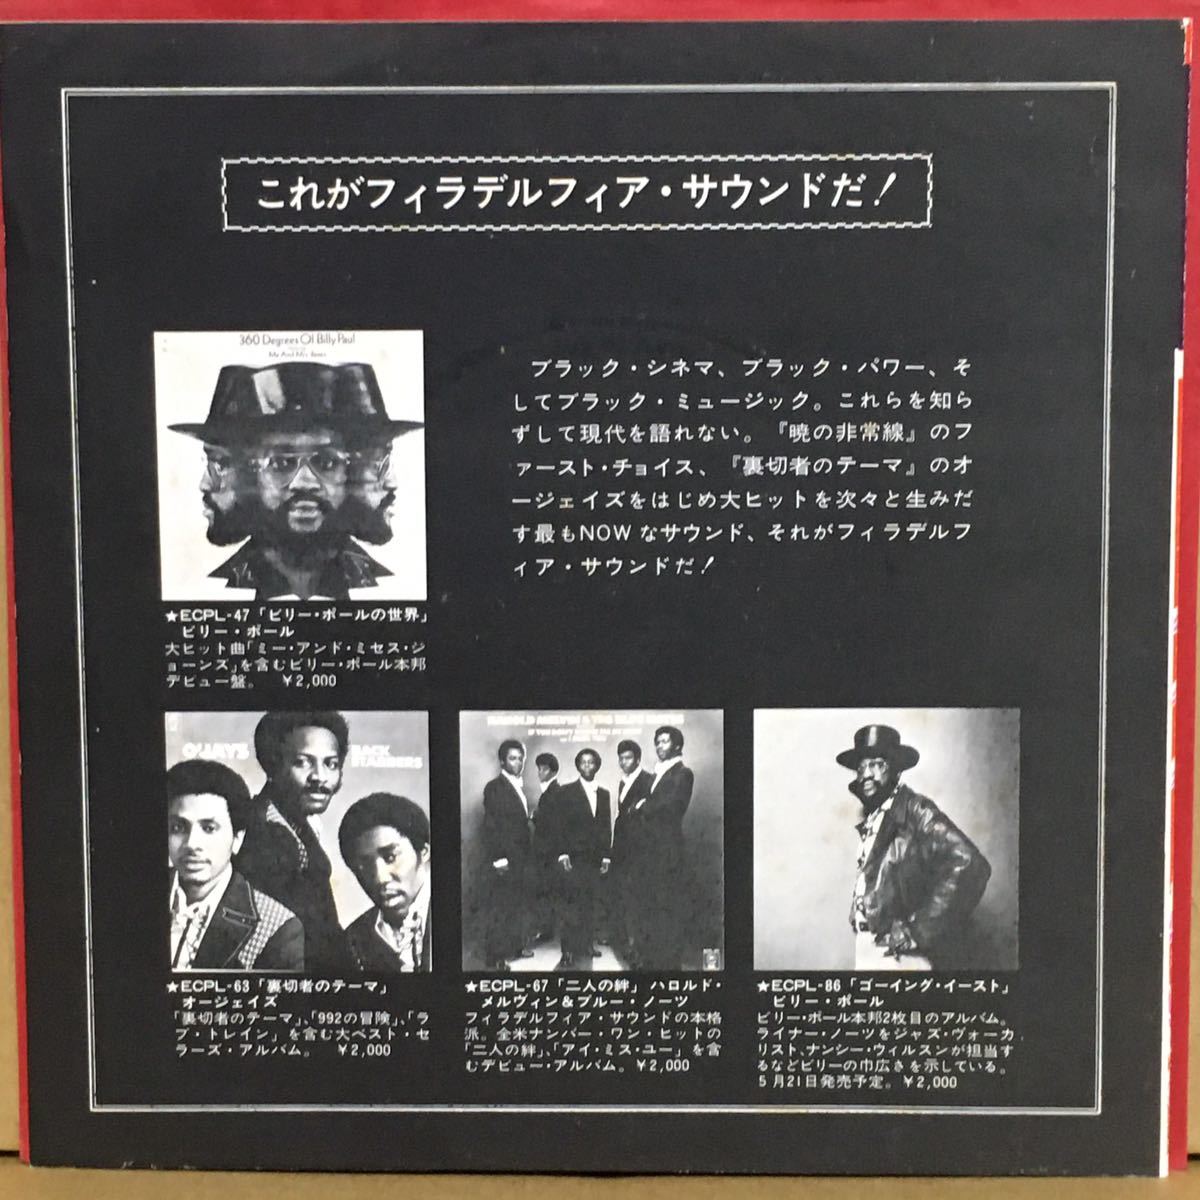 これがフィラデルフィア・サウンドだ!
360 Degrees Of Billy Paul
Me And Mrs. Jones
ブラック・シネマ、ブラック・パワー、そ
してブラック・ミュージック。これらを知ら
ずして現代を語れない。『暁の非常線』のフ
ァースト・チョイス、『裏切者のテーマ』のオ
ージェイズをはじめ大ヒットを次々と生みだ
す最もNOWなサウンド、それがフィラデルフ
ィア・サウンドだ!
★ECPL-47「ビリー・ポールの世界」
ビリー・ポール
大ヒット曲「ミー・アンド・ミセス・ジ
ョーンズ」を含むビリー・ポール本邦
デビュー盤。 ¥2,000
O'JAYS
BACK
STABBERS
★ECPL-63「裏切者のテーマ」
オージェイズ
「裏切者のテーマ」、「992の冒険」、「ラ
ブ・トレイン」を含む大ベスト・セ
ラーズ・アルバム。 ¥2,000
HAROLD MELVIN & THE BLUE NOTES
IF YOU DON'T KNOW ME BY NOW
I MISS YOU
★ECPL-67「二人の絆」 ハロルド・
メルヴィン&ブルー・ノーツ
フィラデルフィア・サウンドの本格
派。全米ナンバー・ワン・ヒットの
「二人の絆」、「アイ・ミス・ユー」を含
むデビュー・アルバム。¥2,000
★ECPL-86「ゴーイング・イースト」
ビリー・ポール
ビリー・ポール本邦2枚目のアルバム。
ライナー・ノーツをジャズ・ヴォーカ
リスト、ナンシー・ウィルスンが担当す
るなどビリーの巾広さを示している。
5月21日発売予定。¥2,000